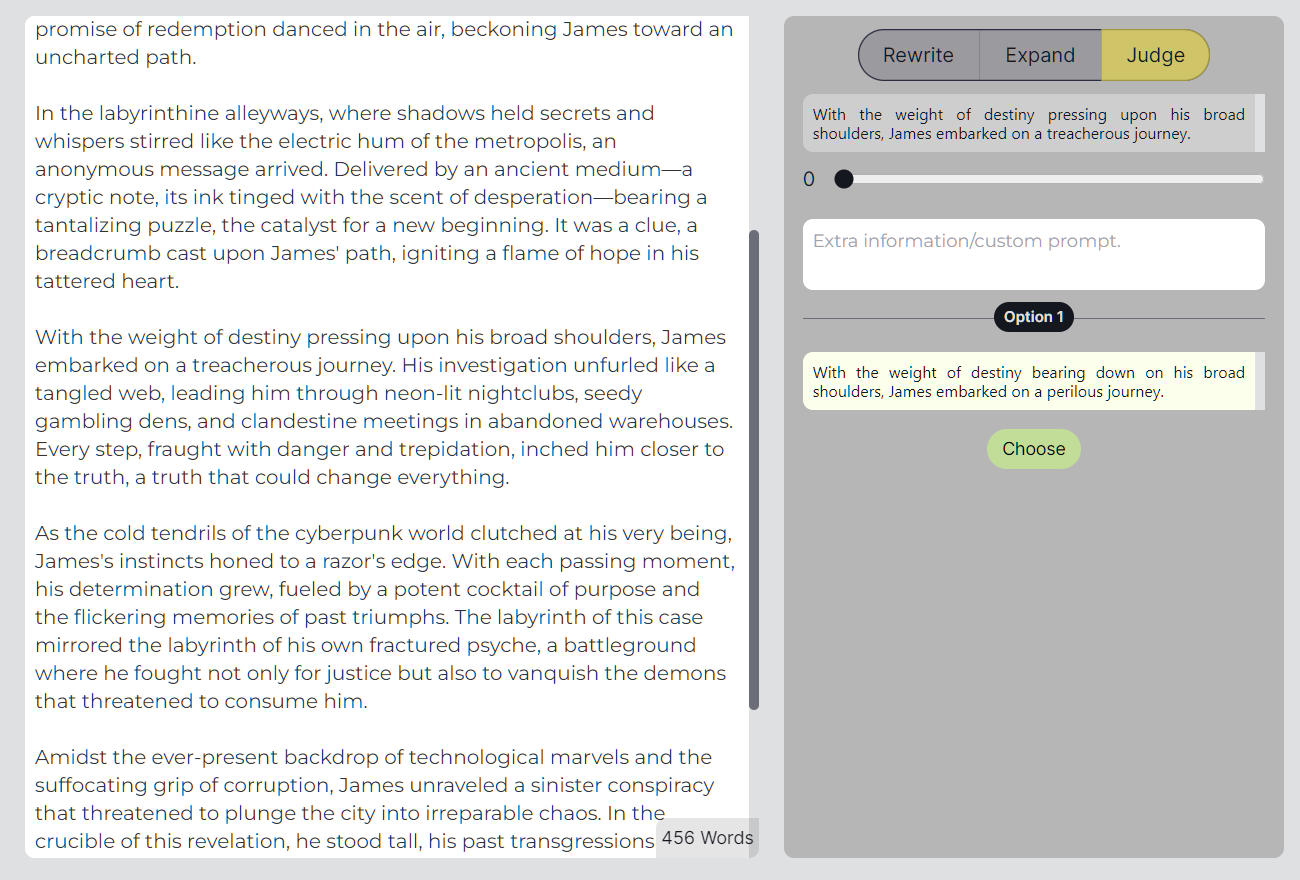 promise of redemption danced in the air, beckoning James toward an
uncharted path.
In the labyrinthine alleyways, where shadows held secrets and
whispers stirred like the electric hum of the metropolis, an
anonymous message arrived. Delivered by an ancient medium—a
cryptic note, its ink tinged with the scent of desperation—bearing a
tantalizing puzzle, the catalyst for a new beginning. It was a clue, a
breadcrumb cast upon James' path, igniting a flame of hope in his
tattered heart.
With the weight of destiny pressing upon his broad shoulders, James
embarked on a treacherous journey. His investigation unfurled like a
tangled web, leading him through neon-lit nightclubs, seedy
gambling dens, and clandestine meetings in abandoned warehouses.
Every step, fraught with danger and trepidation, inched him closer to
the truth, a truth that could change everything.
As the cold tendrils of the cyberpunk world clutched at his very being,
James's instincts honed to a razor's edge. With each passing moment,
his determination grew, fueled by a potent cocktail of purpose and
the flickering memories of past triumphs. The labyrinth of this case
mirrored the labyrinth of his own fractured psyche, a battleground
where he fought not only for justice but also to vanquish the demons
that threatened to consume him.
Amidst the ever-present backdrop of technological marvels and the
suffocating grip of corruption, James unraveled a sinister conspiracy
that threatened to plunge the city into irreparable chaos. In the
crucible of this revelation, he stood tall, his past transgressions
456 Words
Rewrite
Expand
Judge
With the weight of destiny pressing upon his broad
shoulders, James embarked on a treacherous journey.
0
Extra information/custom prompt.
Option 1
With the weight of destiny bearing down on his broad
shoulders, James embarked on a perilous journey.
Choose